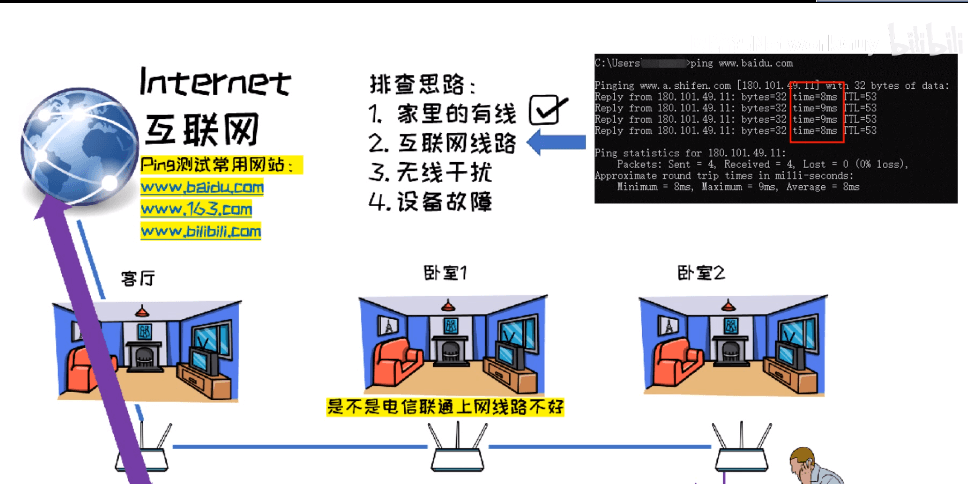 bilibili
Internet
互联网
Ping测试常用网站：
www.baidu.com
www.163.com
www.bilibili.com
排查思路：
1. 家里的有线
2. 互联网线路
3. 无线干扰
4. 设备故障
C:\Users\ >ping www.baidu.com
Pinging www.a.shifen.com [180.101.49.11] with 32 bytes of data:
Reply from 180.101.49.11: bytes=32 time=8ms TTL=53
Reply from 180.101.49.11: bytes=32 time=9ms TTL=53
Reply from 180.101.49.11: bytes=32 time=9ms TTL=53
Reply from 180.101.49.11: bytes=32 time=8ms TTL=53
Ping statistics for 180.101.49.11:
Packets: Sent = 4, Received = 4, Lost = 0 (0% loss),
Approximate round trip times in milli-seconds:
Minimum = 8ms, Maximum = 9ms, Average = 8ms
客厅
卧室1
卧室2
是不是电信联通上网线路不好